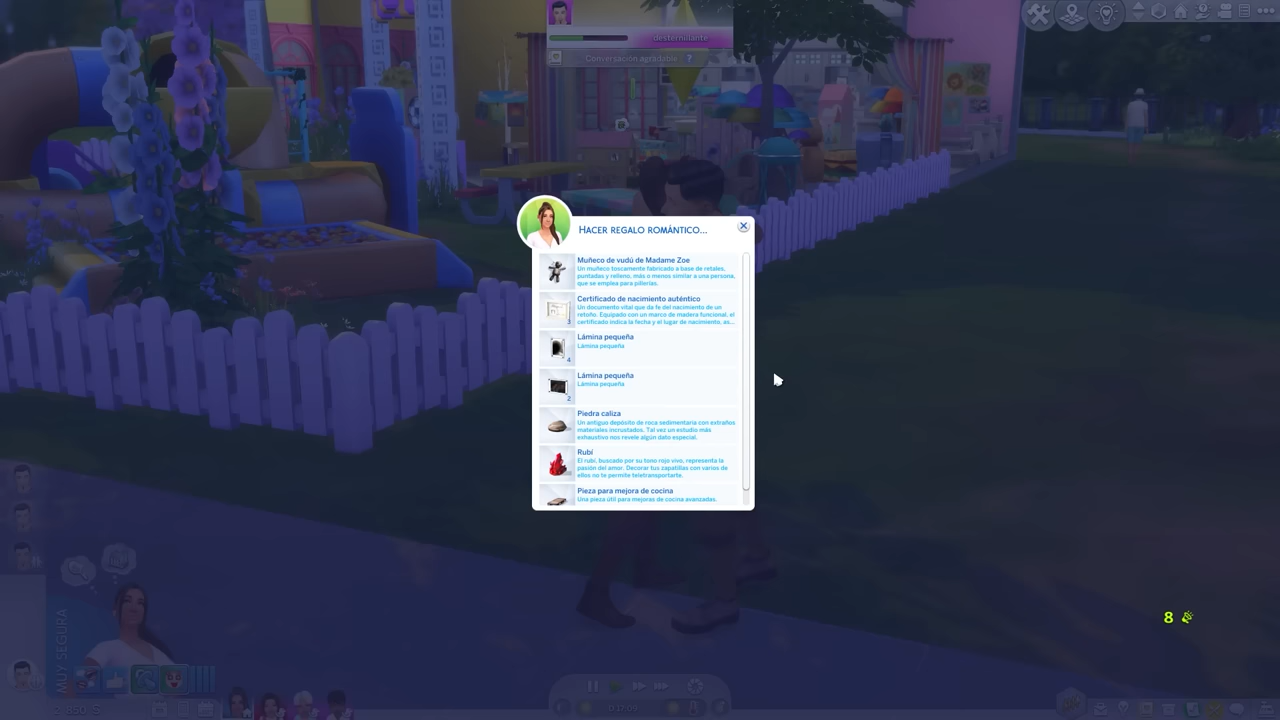 desternillante
Conversación agradable ?
HACER REGALO ROMÁNTICO...
Muñeco de vudú de Madame Zoe
Un muñeco toscamente fabricado a base de retales,
puntadas y relleno, más o menos similar a una persona,
que se emplea para pillerías.
Certificado de nacimiento auténtico
Un documento vital que da fe del nacimiento de un
retoño. Equipado con un marco de madera funcional, el
certificado indica la fecha y el lugar de nacimiento, as...
3
Lámina pequeña
Lámina pequeña
4
Lámina pequeña
Lámina pequeña
2
Piedra caliza
Un antiguo depósito de roca sedimentaria con extraños
materiales incrustados. Tal vez un estudio más
exhaustivo nos revele algún dato especial.
Rubí
El rubí, buscado por su tono rojo vivo, representa la
pasión del amor. Decorar tus zapatillas con varios de
ellos no te permite teletransportarte.
Pieza para mejora de cocina
Una pieza útil para mejoras de cocina avanzadas.
8
MUY SEGURA